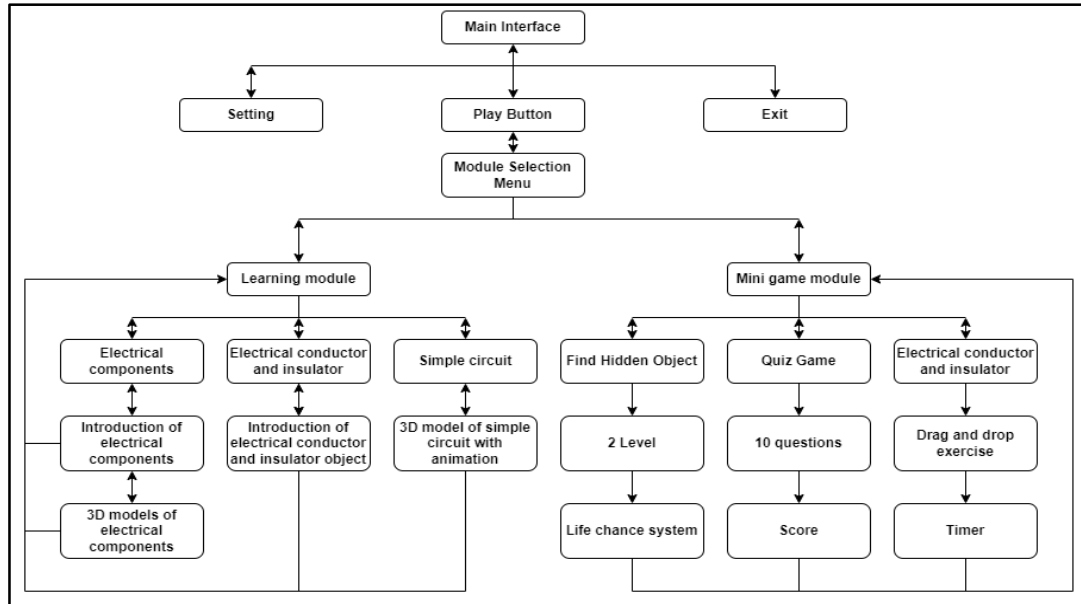 Main Interface
Setting
Play Button
Exit
Module Selection
Menu
Learning module
Mini game module
Electrical
components
Electrical conductor
and insulator
Simple circuit
Find Hidden Object
Quiz Game
Electrical conductor
and insulator
Introduction of
electrical
components
Introduction of
electrical conductor
and insulator object
3D model of simple
circuit with
animation
2 Level
10 questions
Drag and drop
exercise
3D models of
electrical
components
Life chance system
Score
Timer